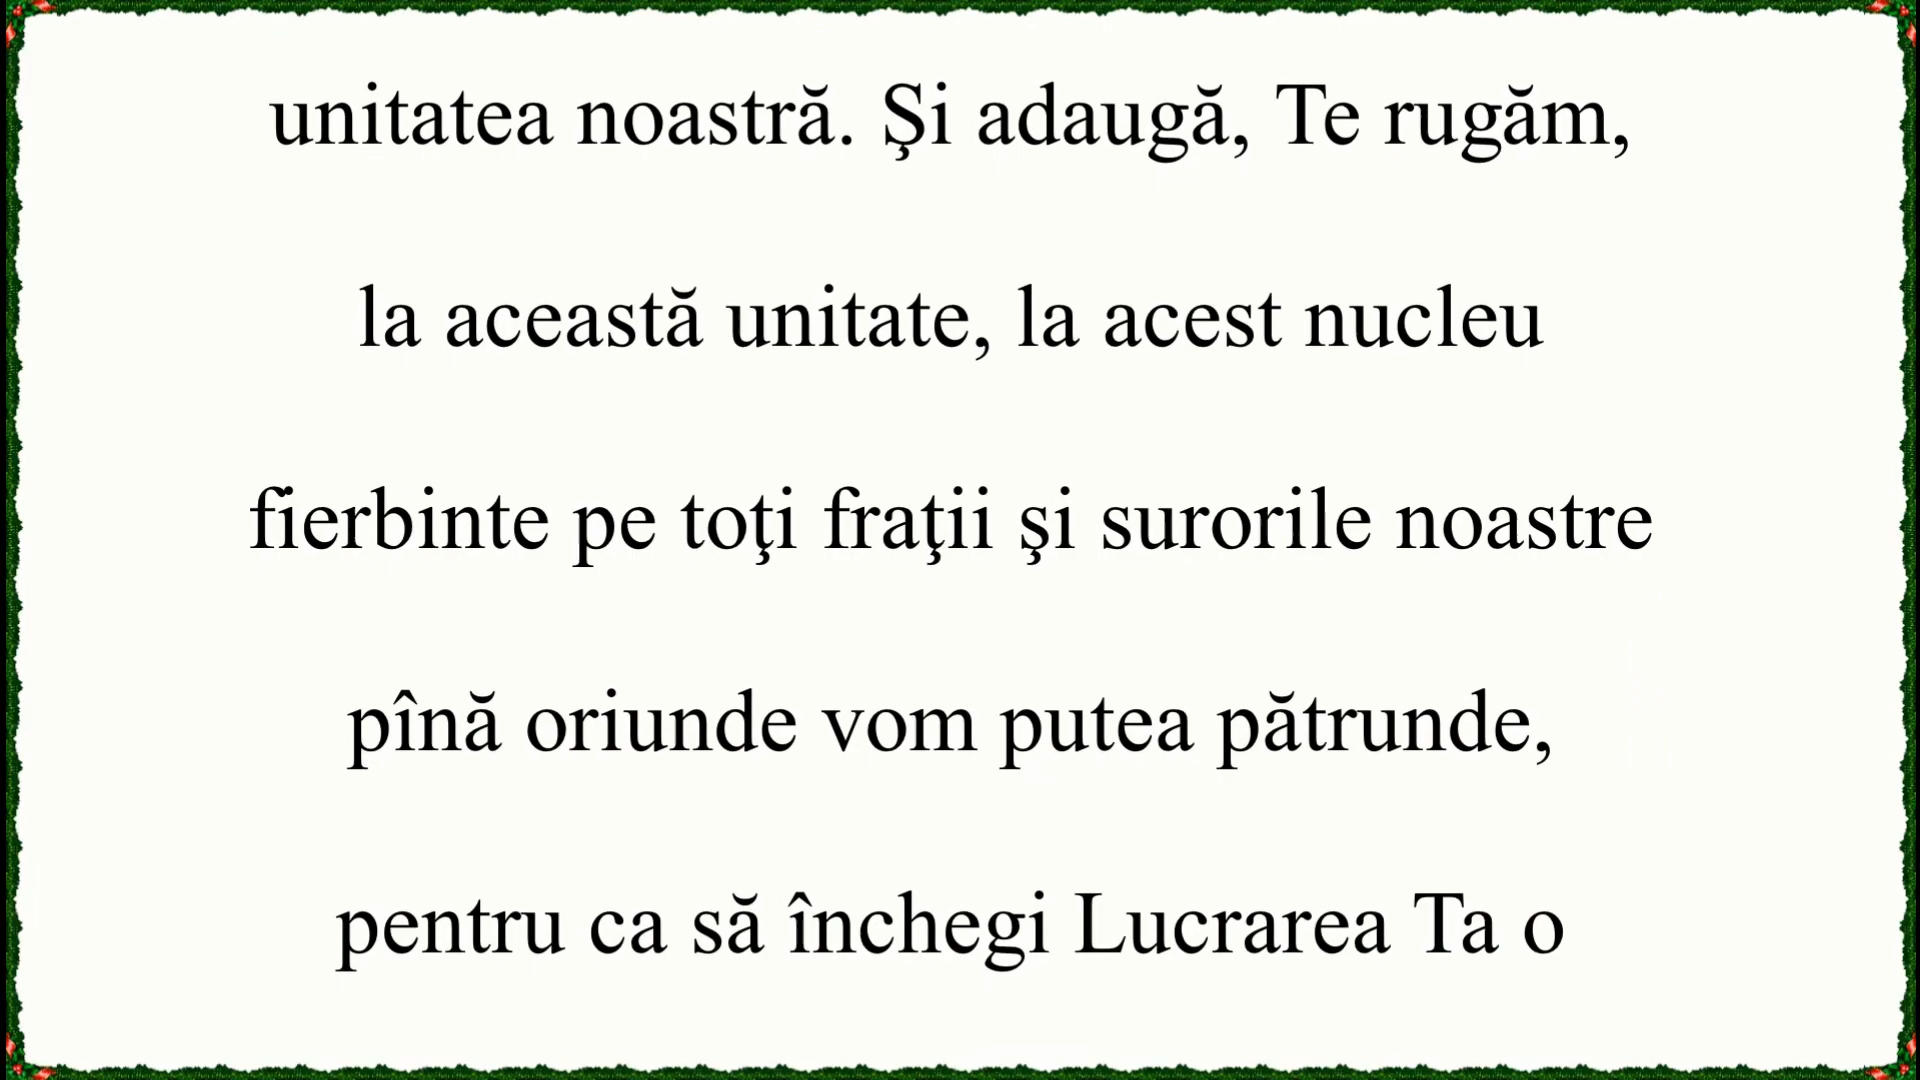 unitatea noastră. Şi adaugă, Te rugăm,
la această unitate, la acest nucleu
fierbinte pe toţi fraţii şi surorile noastre
pînă oriunde vom putea pătrunde,
pentru ca să închegi Lucrarea Ta o